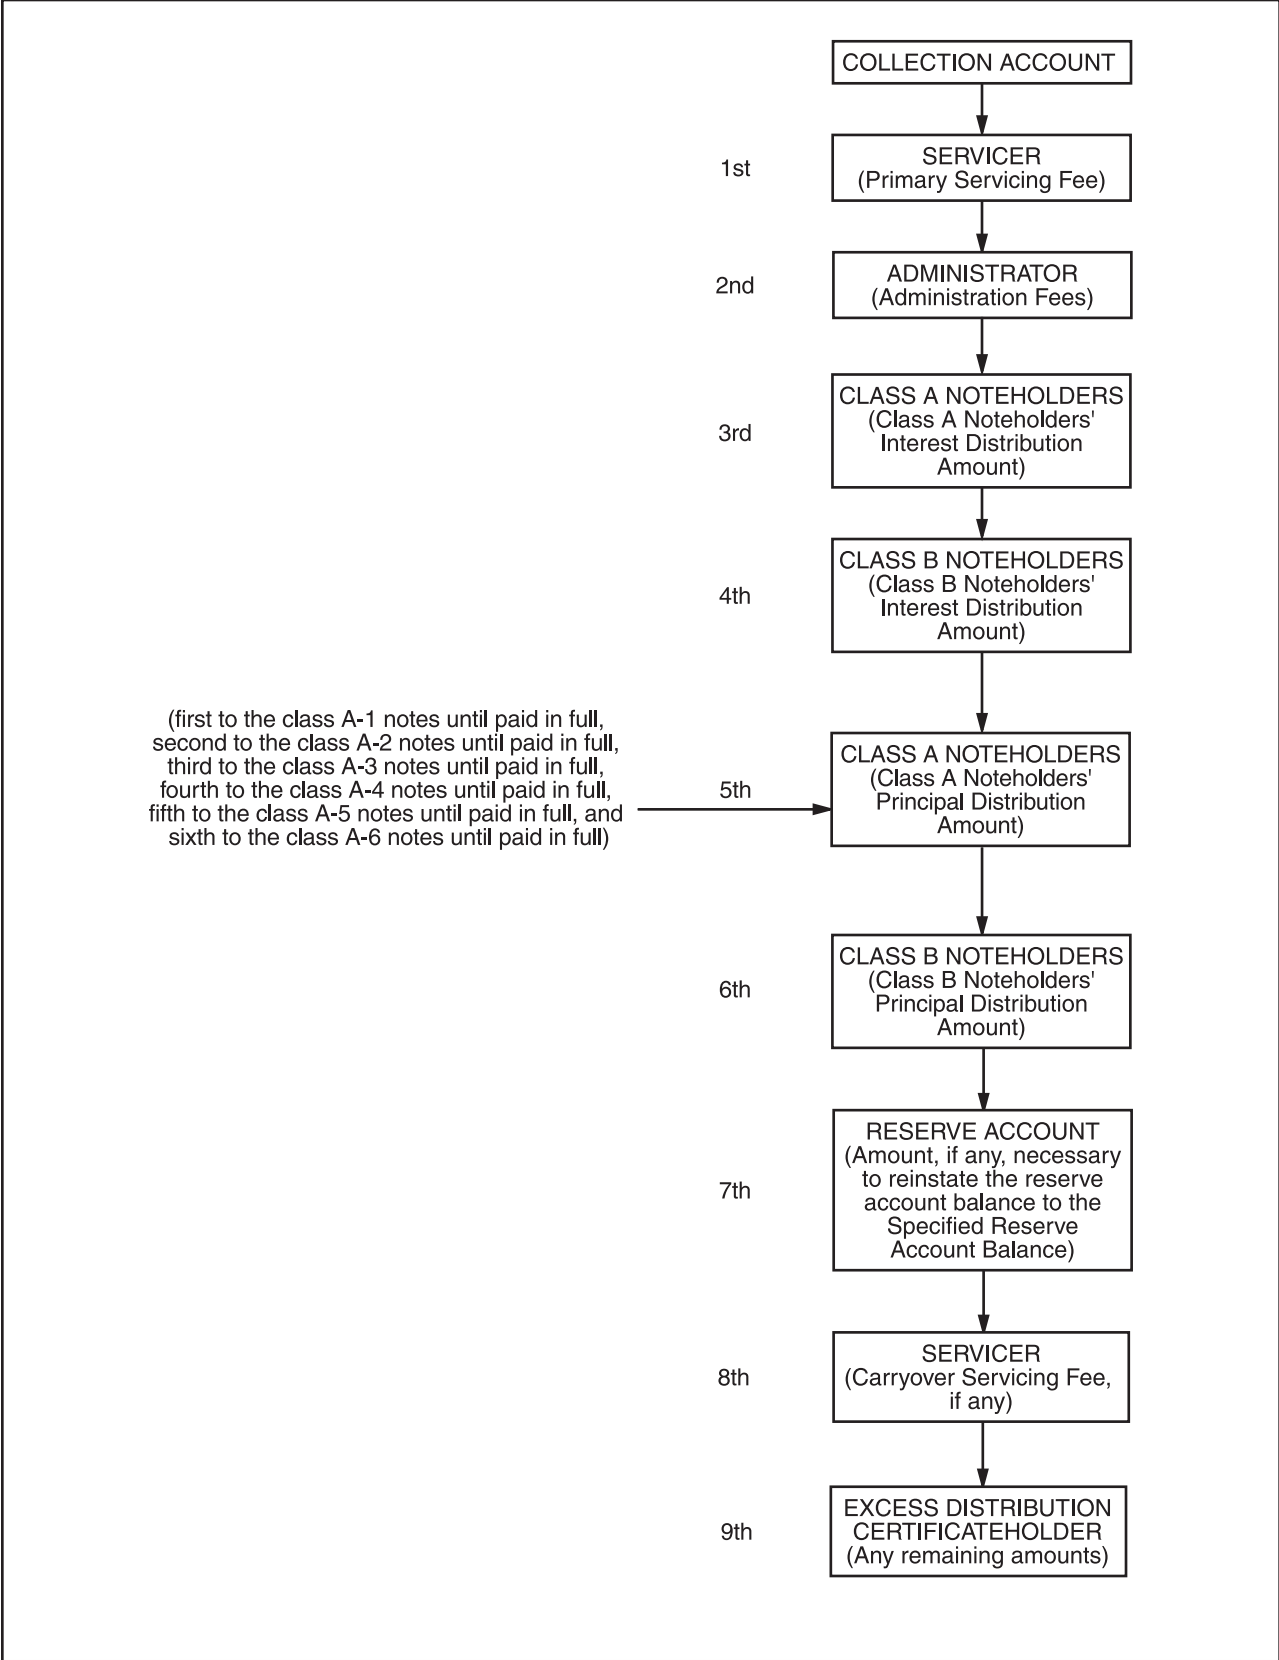 COLLECTION ACCOUNT
1st
SERVICER
(Primary Servicing Fee)
2nd
ADMINISTRATOR
(Administration Fees)
3rd
CLASS A NOTEHOLDERS
(Class A Noteholders'
Interest Distribution
Amount)
4th
CLASS B NOTEHOLDERS
(Class B Noteholders'
Interest Distribution
Amount)
(first to the class A-1 notes until paid in full,
second to the class A-2 notes until paid in full,
third to the class A-3 notes until paid in full,
fourth to the class A-4 notes until paid in full,
fifth to the class A-5 notes until paid in full, and
sixth to the class A-6 notes until paid in full)
5th
CLASS A NOTEHOLDERS
(Class A Noteholders'
Principal Distribution
Amount)
6th
CLASS B NOTEHOLDERS
(Class B Noteholders'
Principal Distribution
Amount)
7th
RESERVE ACCOUNT
(Amount, if any, necessary
to reinstate the reserve
account balance to the
Specified Reserve
Account Balance)
8th
SERVICER
(Carryover Servicing Fee,
if any)
9th
EXCESS DISTRIBUTION
CERTIFICATEHOLDER
(Any remaining amounts)